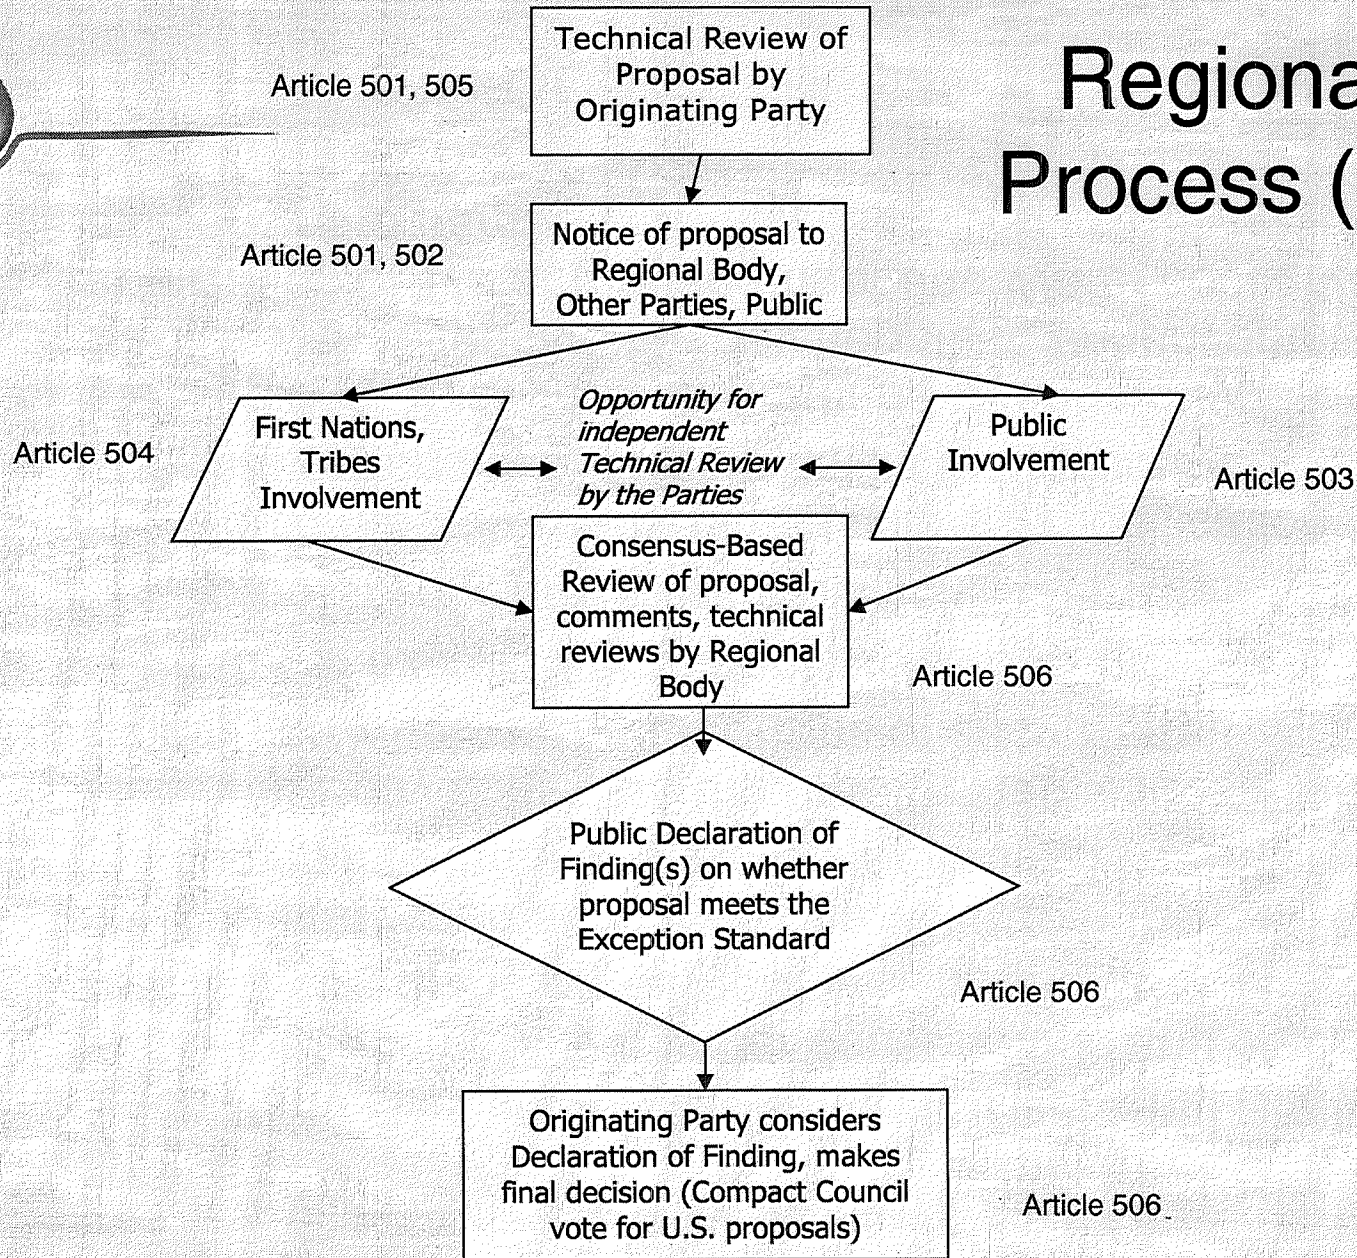 Regiona
Process (
Article 501, 505
Technical Review of
Proposal by
Originating Party
Article 501, 502
Notice of proposal to
Regional Body,
Other Parties, Public
Article 504
First Nations,
Tribes
Involvement
Opportunity for
independent
Technical Review
by the Parties
Public
Involvement
Article 503
Consensus-Based
Review of proposal,
comments, technical
reviews by Regional
Body
Article 506
Public Declaration of
Finding(s) on whether
proposal meets the
Exception Standard
Article 506
Originating Party considers
Declaration of Finding, makes
final decision (Compact Council
vote for U.S. proposals)
Article 506